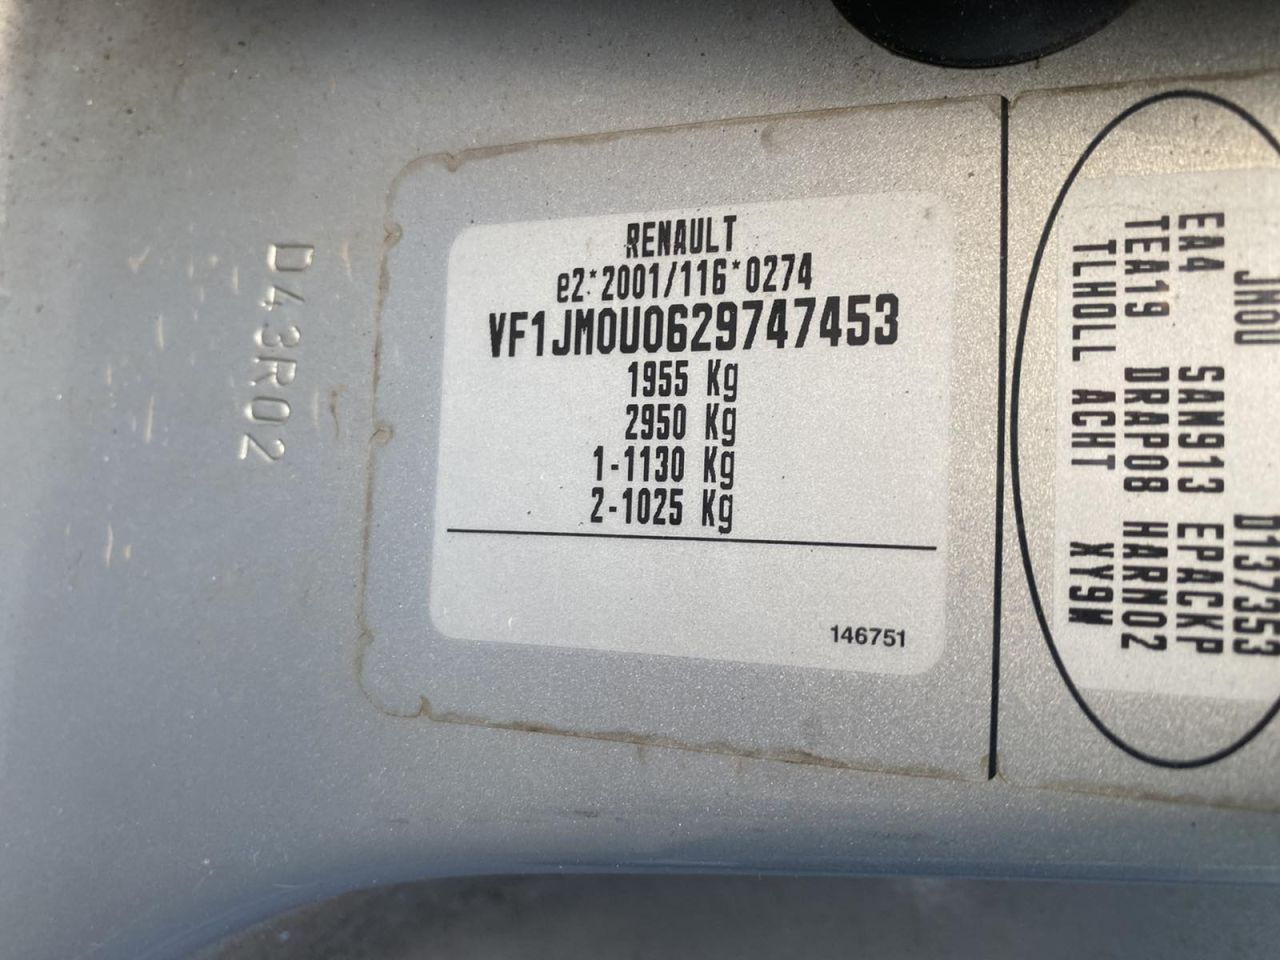 D43R02
RENAULT
e2*2001/116*0274
VF1JM0U0629747453
1955 Kg
2950 Kg
1-1130 Kg
2-1025 Kg
146751
JM0U D137353
EA4 SAN913 EPACKP
TEA19 DRAP08 HARN02
TLHOLL ACHT XY9W